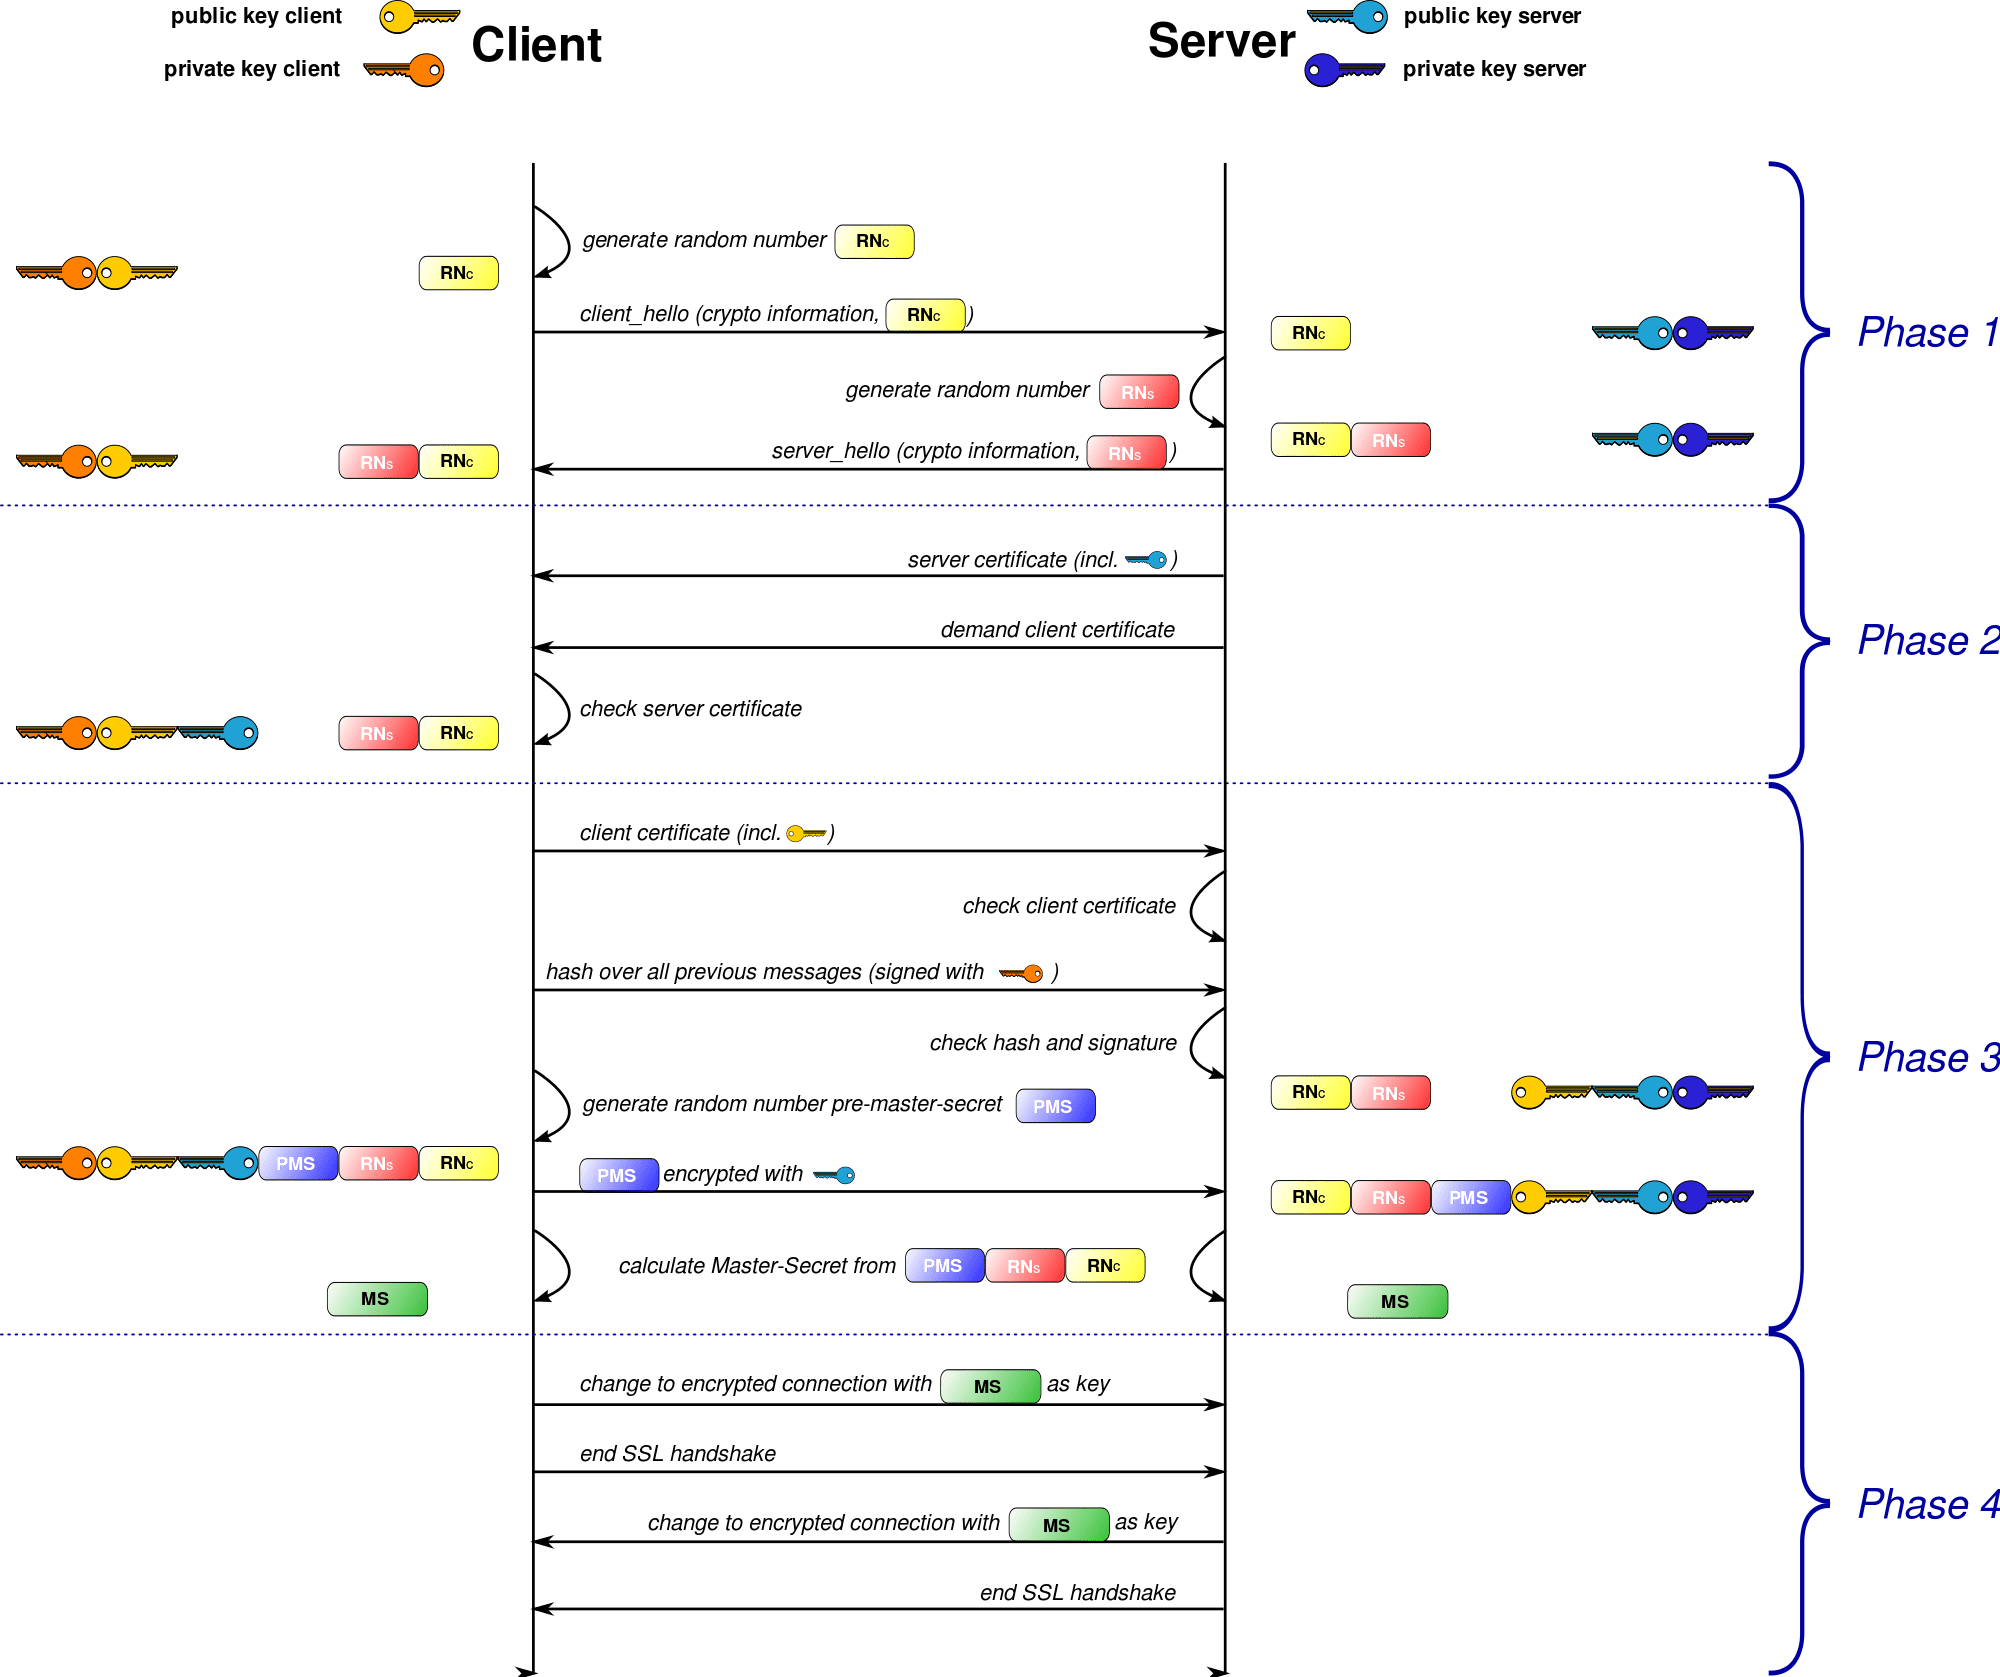 public key client
Client
Server
public key server
private key client
private key server
generate random number RNc
RNc
client_hello (crypto information, RNc )
RNc
Phase 1
generate random number RNs
RNc RNs
server_hello (crypto information, RNs )
RNs RNc
server certificate (incl. )
demand client certificate
Phase 2
check server certificate
RNs RNc
client certificate (incl. )
check client certificate
hash over all previous messages (signed with )
check hash and signature
Phase 3
RNc RNs
generate random number pre-master-secret PMS
PMS RNs RNc
PMS encrypted with
RNc RNs PMS
calculate Master-Secret from PMS RNs RNc
MS
MS
change to encrypted connection with MS as key
end SSL handshake
Phase 4
change to encrypted connection with MS as key
end SSL handshake